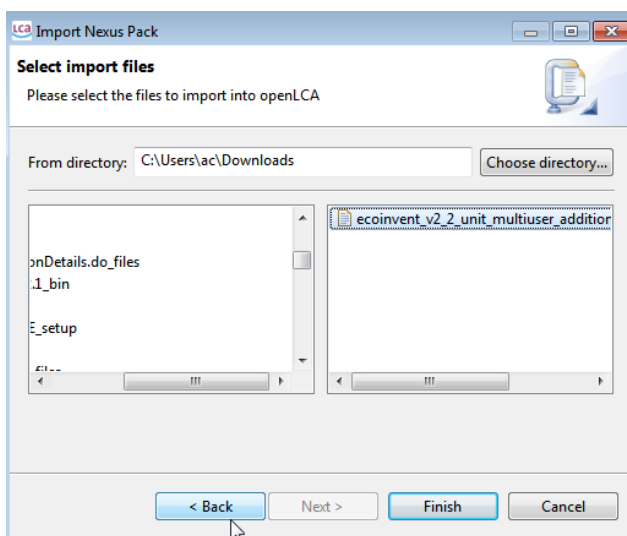 LCa Import Nexus Pack
Select import files
Please select the files to import into openLCA
From directory: C:\Users\ac\Downloads Choose directory...
onDetails.do_files
.1_bin
E_setup
ecoinvent_v2_2_unit_multiuser_addition
< Back Next > Finish Cancel